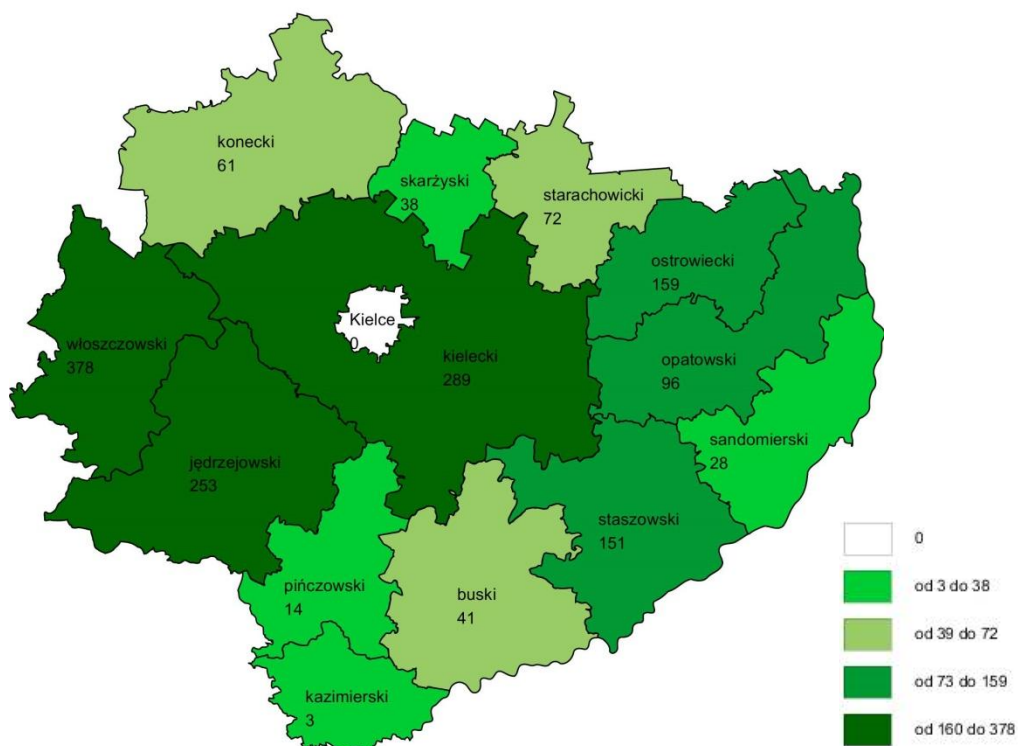 konecki
61
skarżyski
38
starachowicki
72
ostrowiecki
159
Kielce
0
włoszczowski
378
kielecki
289
opatowski
96
sandomierski
28
jędrzejowski
253
staszowski
151
pińczowski
14
buski
41
kazimierski
3
0
od 3 do 38
od 39 do 72
od 73 do 159
od 160 do 378